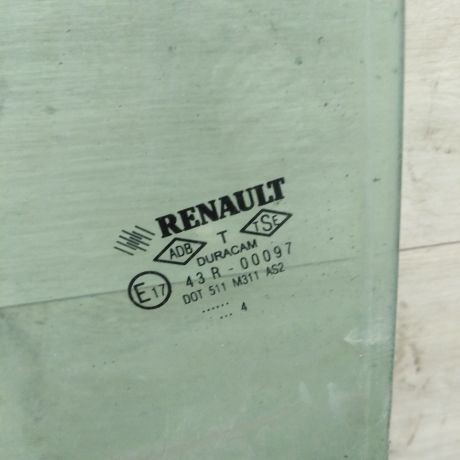 RENAULT
ADB T TSE
DURACAM
E17 43R-00097
DOT 511 M311 AS2
......
.. ... 4